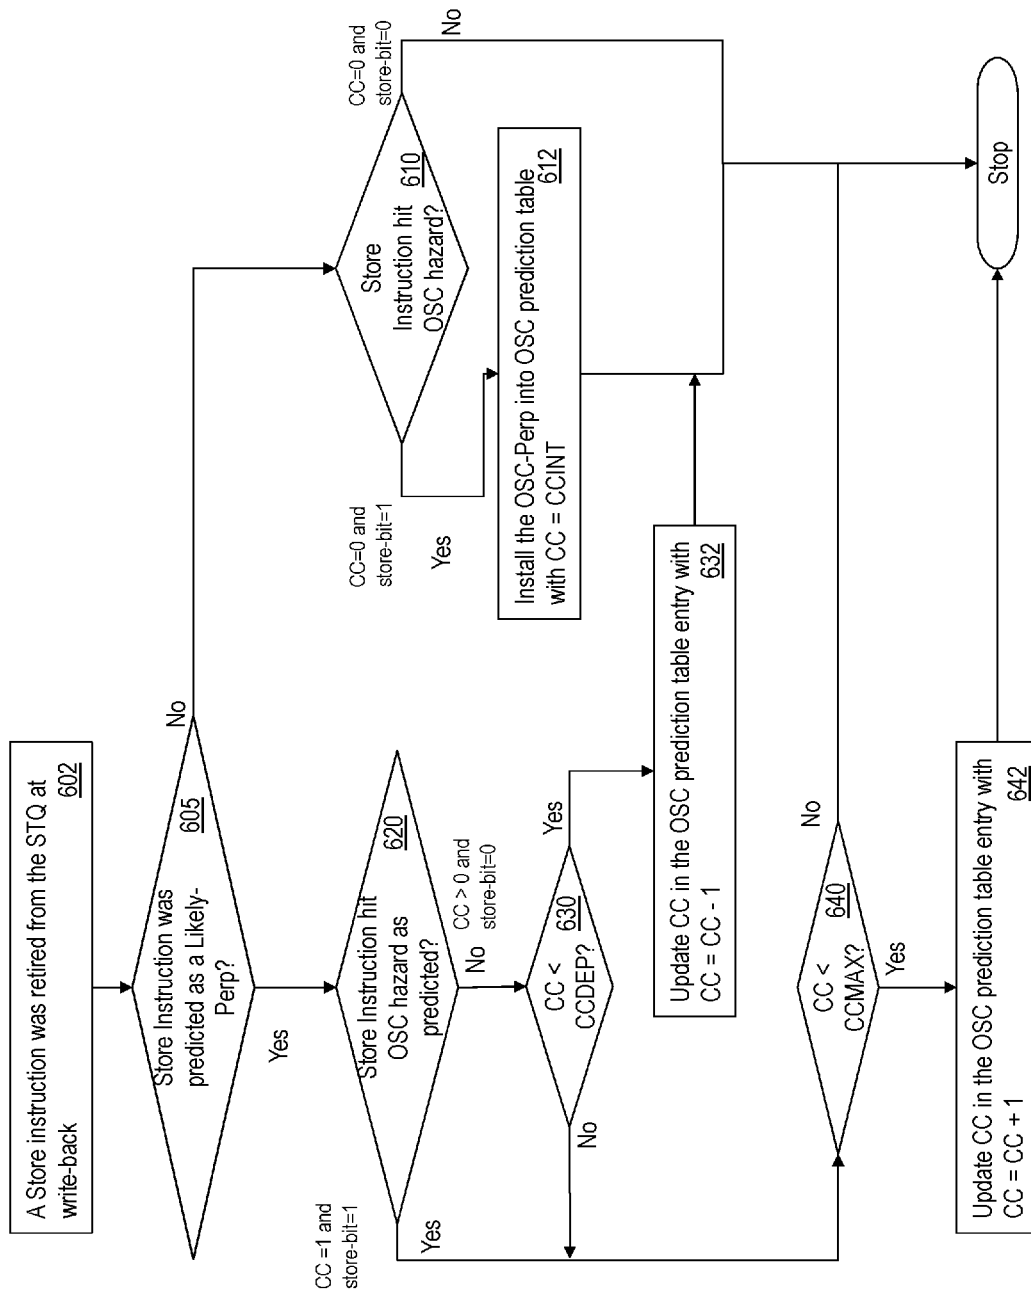 A Store instruction was retired from the STQ at
write-back
602
Store Instruction was
predicted as a Likely-
Perp?
605
No
Yes
Store
Instruction hit
OSC hazard?
610
CC=0 and
store-bit=0
No
CC=0 and
store-bit=1
Yes
Install the OSC-Perp into OSC prediction table
with CC = CCINT
612
Store Instruction hit
OSC hazard as
predicted?
620
CC =1 and
store-bit=1
Yes
CC > 0 and
store-bit=0
No
CC <
CCDEP?
630
Yes
No
Update CC in the OSC prediction table entry with
CC = CC - 1
632
CC <
CCMAX?
640
No
Yes
Update CC in the OSC prediction table entry with
CC = CC + 1
642
Stop